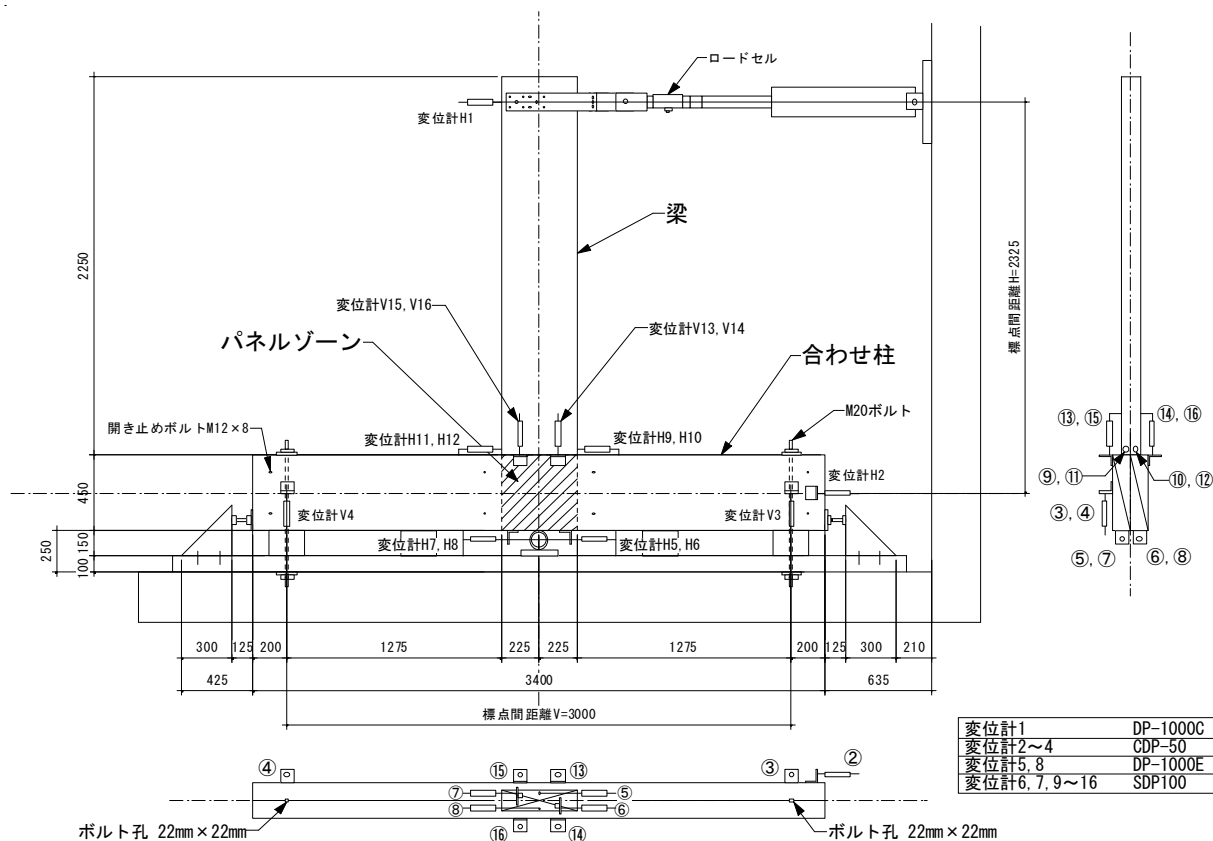 ロードセル
変位計H1
梁
2250
標点間距離H=2325
変位計V15, V16
変位計V13, V14
パネルゾーン
合わせ柱
M20ボルト
開き止めボルトM12×8
変位計H11, H12
変位計H9, H10
変位計H2
⑬, ⑮
⑭, ⑯
⑨, ⑪
⑩, ⑫
③, ④
450
変位計V4
変位計V3
変位計H7, H8
変位計H5, H6
⑤, ⑦
⑥, ⑧
250
150
100
300
125
200
1275
225
225
1275
200
125
300
210
425
3400
635
標点間距離V=3000
変位計1 DP-1000C
変位計2～4 CDP-50
変位計5, 8 DP-1000E
変位計6, 7, 9～16 SDP100
④
⑮
⑬
③
②
⑦
⑤
⑧
⑥
⑯
⑭
ボルト孔 22mm×22mm
ボルト孔 22mm×22mm